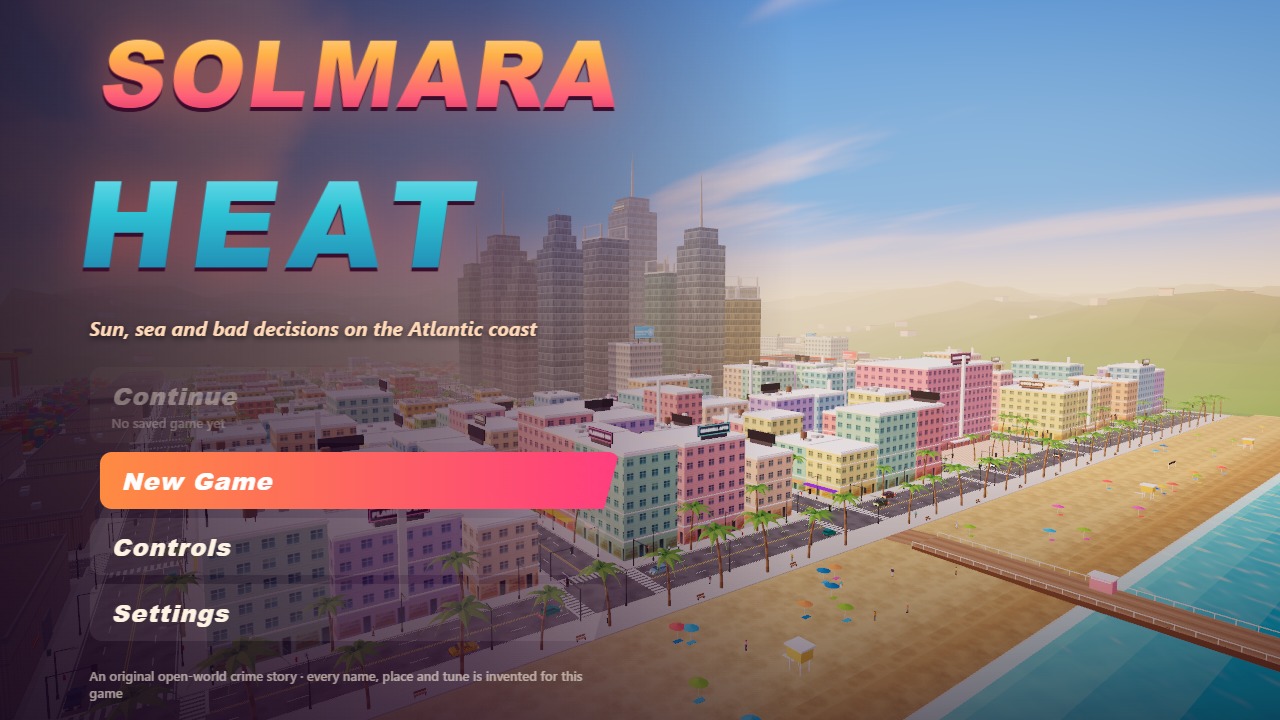 SOLMARA
HEAT
Sun, sea and bad decisions on the Atlantic coast
Continue
No saved game yet
New Game
Controls
Settings
An original open-world crime story · every name, place and tune is invented for this
game